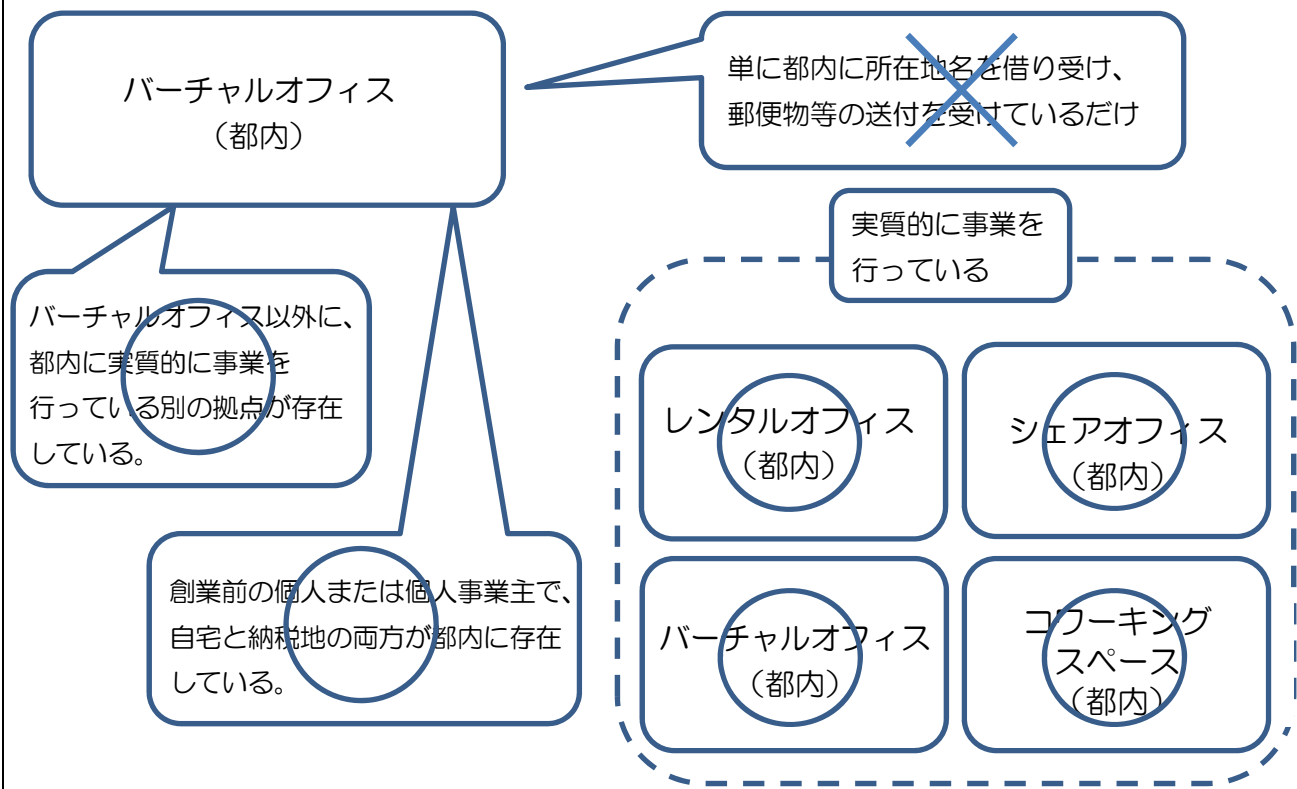 バーチャルオフィス
（都内）
単に都内に所在地名を借り受け、
郵便物等の送付を受けているだけ
実質的に事業を
行っている
バーチャルオフィス以外に、
都内に実質的に事業を
行っている別の拠点が存在
している。
創業前の個人または個人事業主で、
自宅と納税地の両方が都内に存在
している。
レンタルオフィス
（都内）
シェアオフィス
（都内）
バーチャルオフィス
（都内）
コワーキング
スペース
（都内）